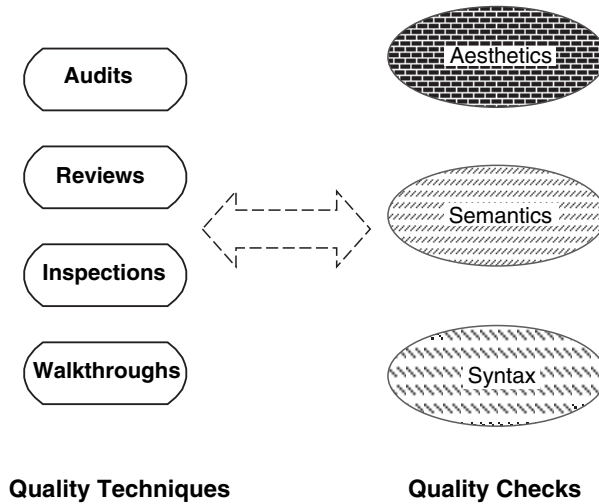 Audits
Reviews
Inspections
Walkthroughs
Quality Techniques
Aesthetics
Semantics
Syntax
Quality Checks